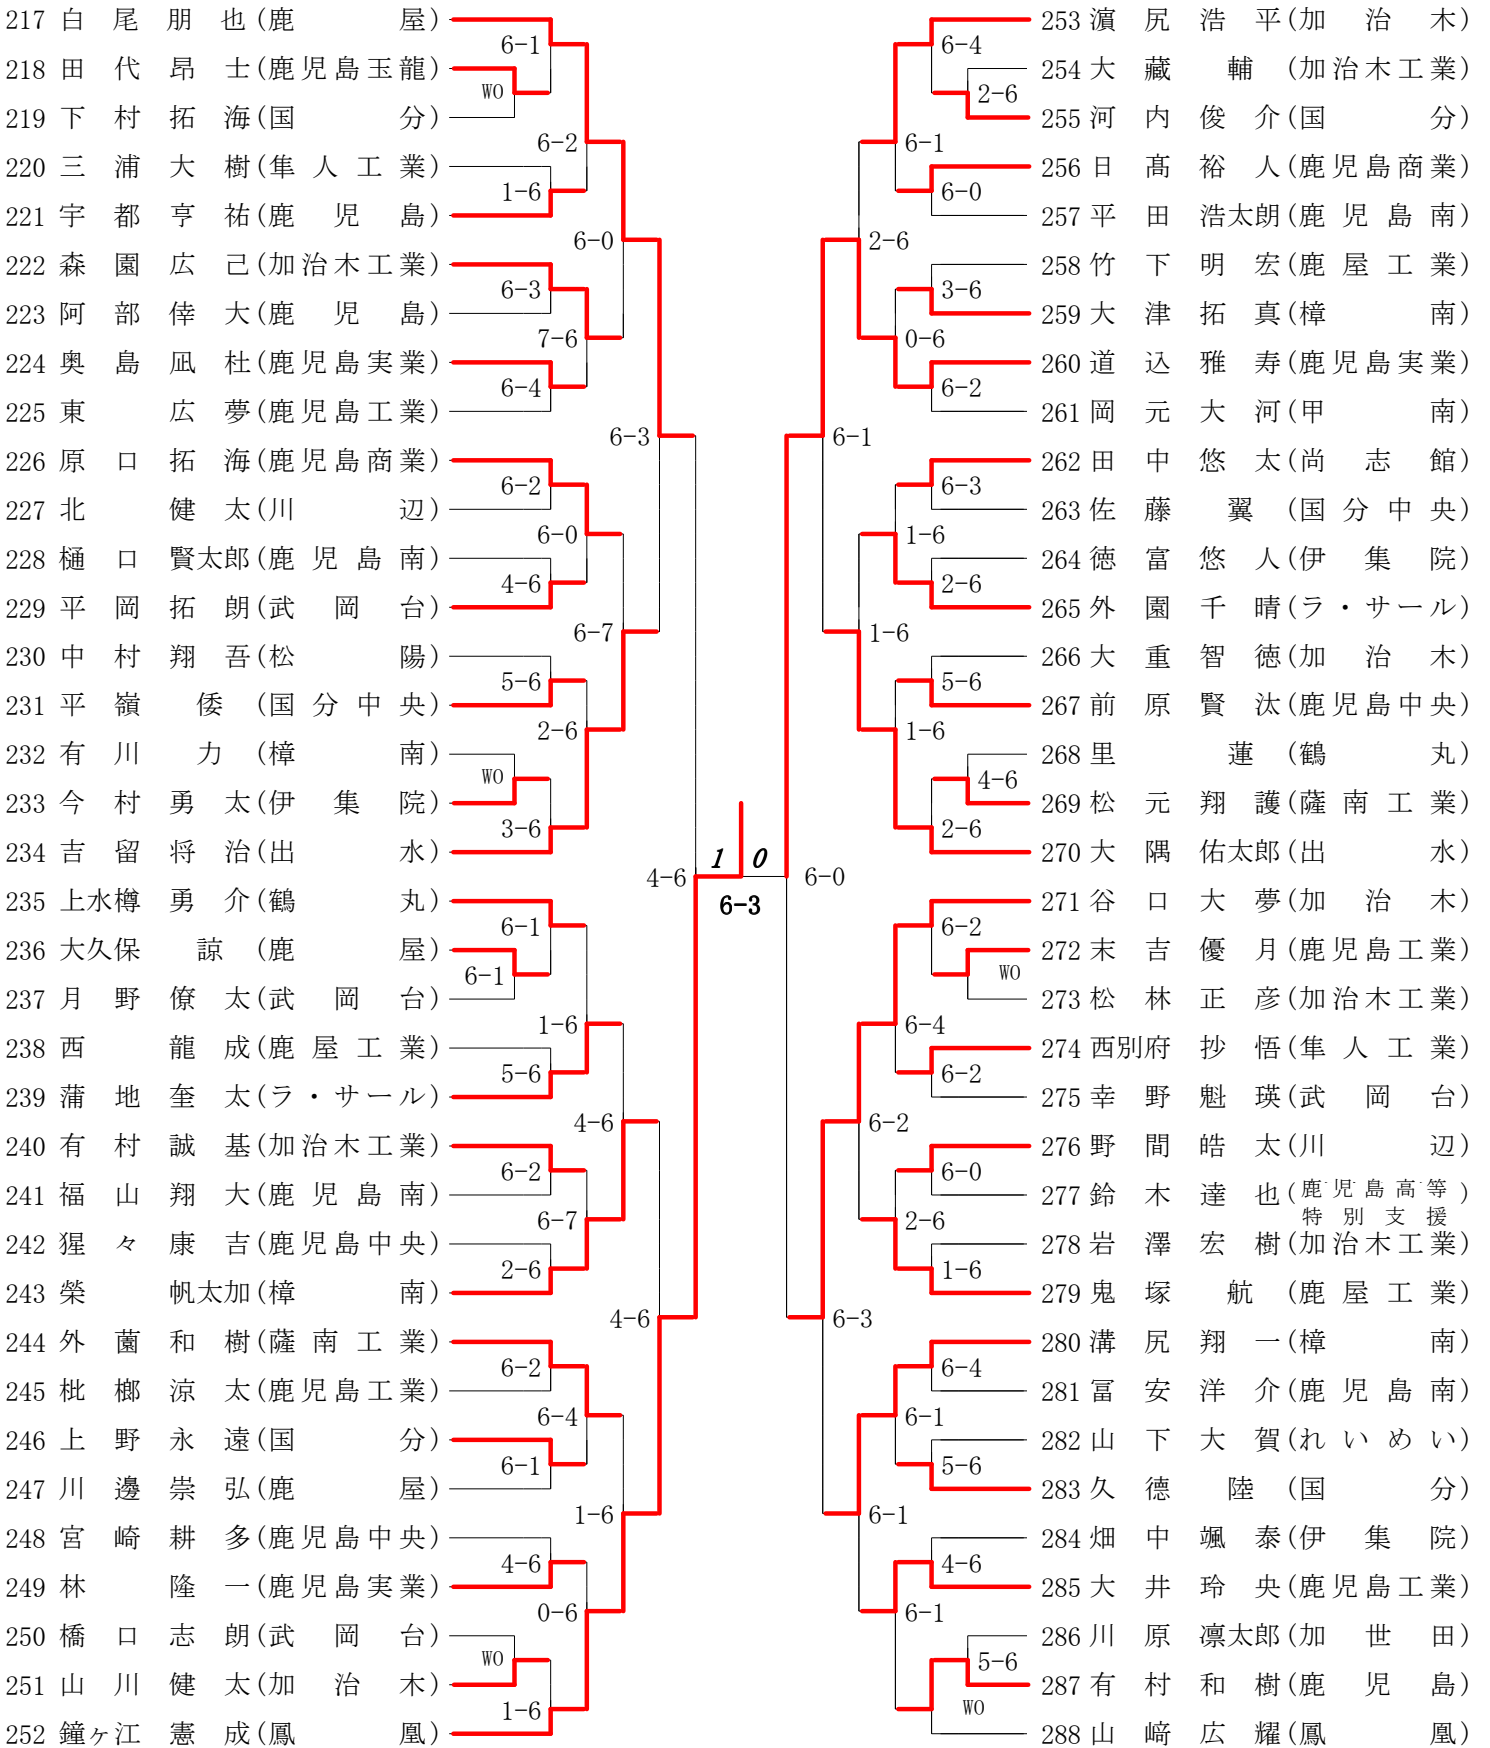 217 白尾朋也(鹿屋)
218 田代昂士(鹿児島玉龍)
219 下村拓海(国分)
220 三浦大樹(隼人工業)
221 宇都亨祐(鹿児島)
222 森園広己(加治木工業)
223 阿部倖大(鹿児島)
224 奥島凪杜(鹿児島実業)
225 東広夢(鹿児島工業)
226 原口拓海(鹿児島商業)
227 北健太(川辺)
228 樋口賢太郎(鹿児島南)
229 平岡拓朗(武岡台)
230 中村翔吾(松陽)
231 平嶺倭(国分中央)
232 有川力(樟南)
233 今村勇太(伊集院)
234 吉留将治(出水)
235 上水樽勇介(鶴丸)
236 大久保諒(鹿屋)
237 月野僚太(武岡台)
238 西龍成(鹿屋工業)
239 蒲地奎太(ラ・サール)
240 有村誠基(加治木工業)
241 福山翔大(鹿児島南)
242 猩々康吉(鹿児島中央)
243 榮帆太加(樟南)
244 外薗和樹(薩南工業)
245 枇榔涼太(鹿児島工業)
246 上野永遠(国分)
247 川邊崇弘(鹿屋)
248 宮崎耕多(鹿児島中央)
249 林隆一(鹿児島実業)
250 橋口志朗(武岡台)
251 山川健太(加治木)
252 鐘ヶ江憲成(鳳凰)
6-1
WO
1-6
6-3
6-4
6-2
4-6
5-6
WO
3-6
6-1
6-1
5-6
6-2
2-6
6-2
6-1
4-6
WO
1-6
6-2
7-6
6-0
2-6
1-6
6-7
6-4
0-6
6-0
6-7
4-6
1-6
6-3
4-6
4-6
1 0
6-3
6-0
6-1
6-3
2-6
1-6
6-2
6-1
6-1
0-6
1-6
1-6
6-4
2-6
6-1
6-1
6-4
2-6
6-0
3-6
6-2
6-3
2-6
5-6
4-6
2-6
6-2
WO
6-2
6-0
1-6
6-4
5-6
4-6
5-6
WO
253 濵尻浩平(加治木)
254 大藏輔(加治木工業)
255 河内俊介(国分)
256 日髙裕人(鹿児島商業)
257 平田浩太朗(鹿児島南)
258 竹下明宏(鹿屋工業)
259 大津拓真(樟南)
260 道込雅寿(鹿児島実業)
261 岡元大河(甲南)
262 田中悠太(尚志館)
263 佐藤翼(国分中央)
264 徳富悠人(伊集院)
265 外園千晴(ラ・サール)
266 大重智徳(加治木)
267 前原賢汰(鹿児島中央)
268 里蓮(鶴丸)
269 松元翔護(薩南工業)
270 大隅佑太郎(出水)
271 谷口大夢(加治木)
272 末吉優月(鹿児島工業)
273 松林正彦(加治木工業)
274 西別府抄悟(隼人工業)
275 幸野魁瑛(武岡台)
276 野間皓太(川辺)
277 鈴木達也(鹿児島高等特別支援)
278 岩澤宏樹(加治木工業)
279 鬼塚航(鹿屋工業)
280 溝尻翔一(樟南)
281 冨安洋介(鹿児島南)
282 山下大賀(れいめい)
283 久德陸(国分)
284 畑中颯泰(伊集院)
285 大井玲央(鹿児島工業)
286 川原凛太郎(加世田)
287 有村和樹(鹿児島)
288 山﨑広耀(鳳凰)